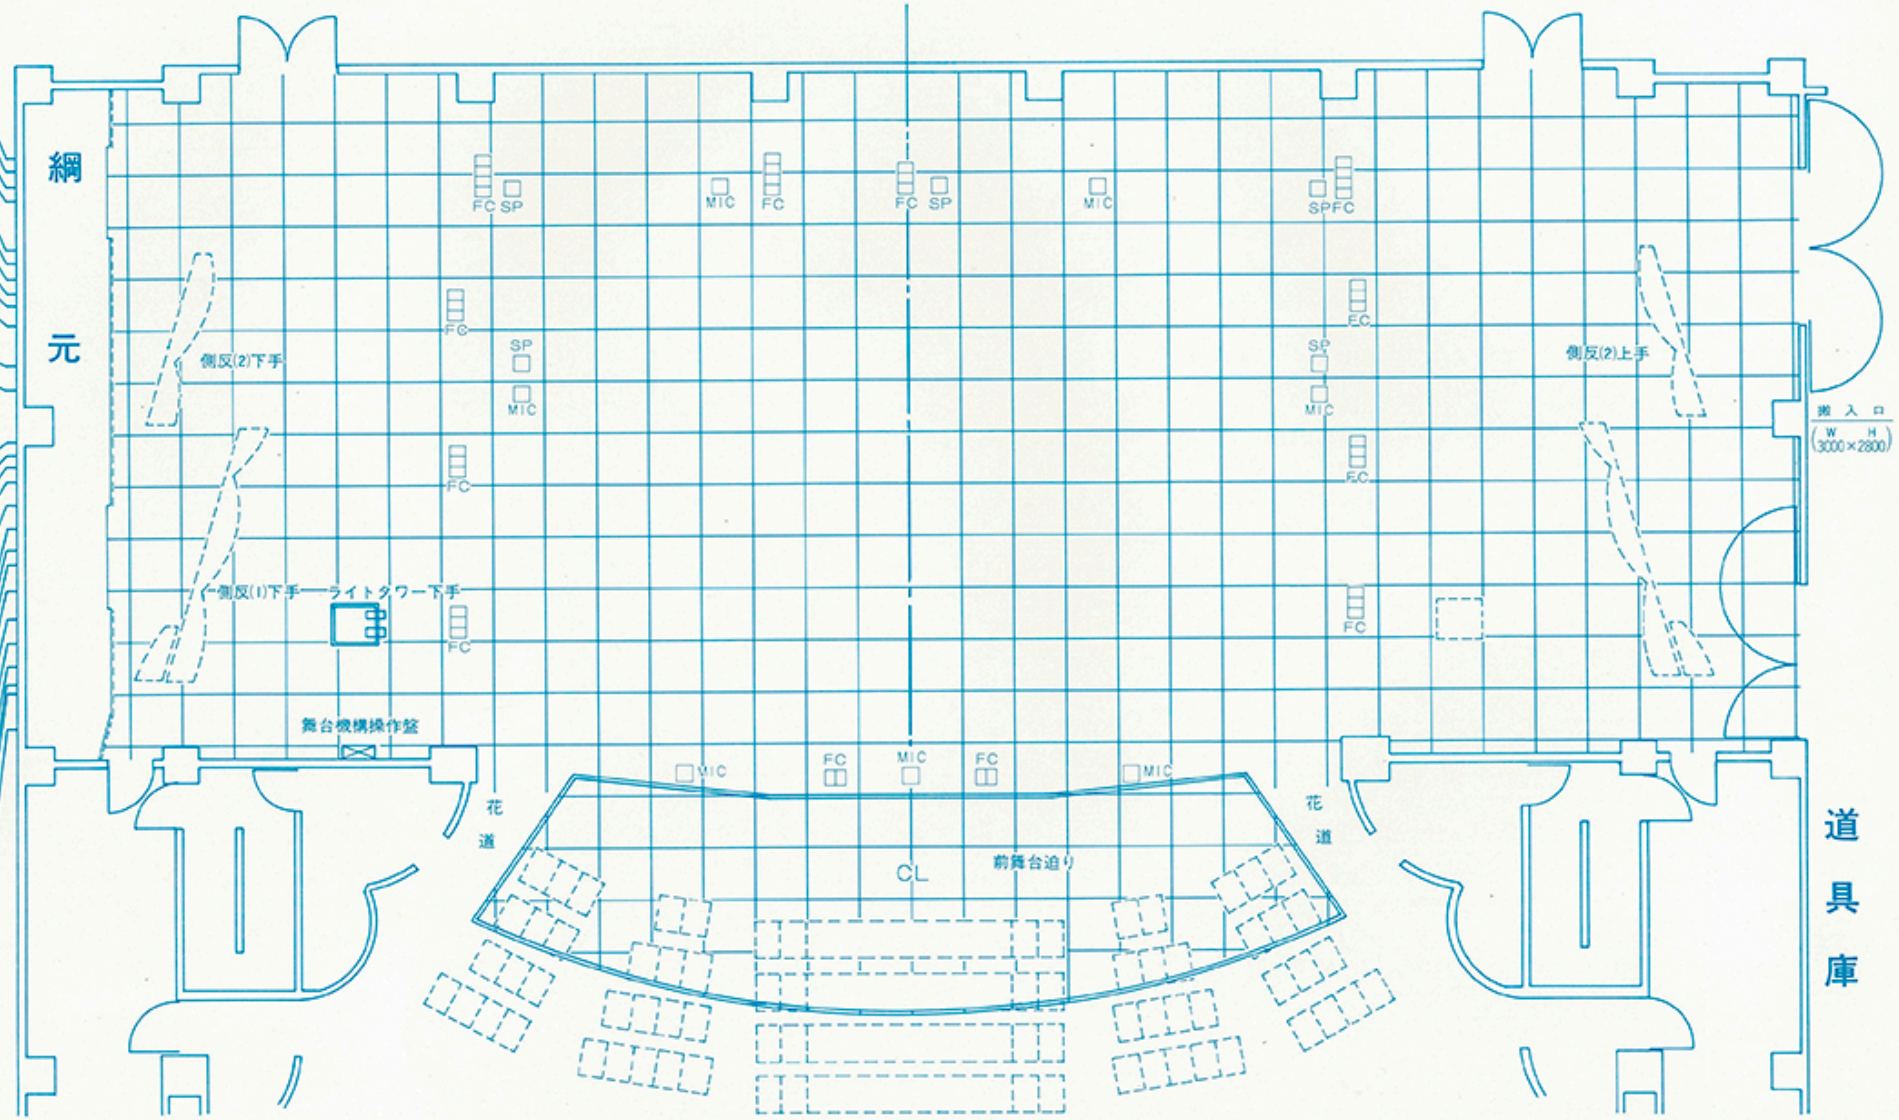 綱元
FC SP
MIC
FC
FC SP
MIC
SP FC
FC
FC
SP
MIC
SP
MIC
側反(2)下手
側反(2)上手
搬入口
W H
(3000×2800)
FC
FC
側反(1)下手
ライトタワー下手
FC
FC
舞台機構操作盤
MIC
FC
MIC
FC
MIC
花道
花道
CL
前舞台迫り
道具庫